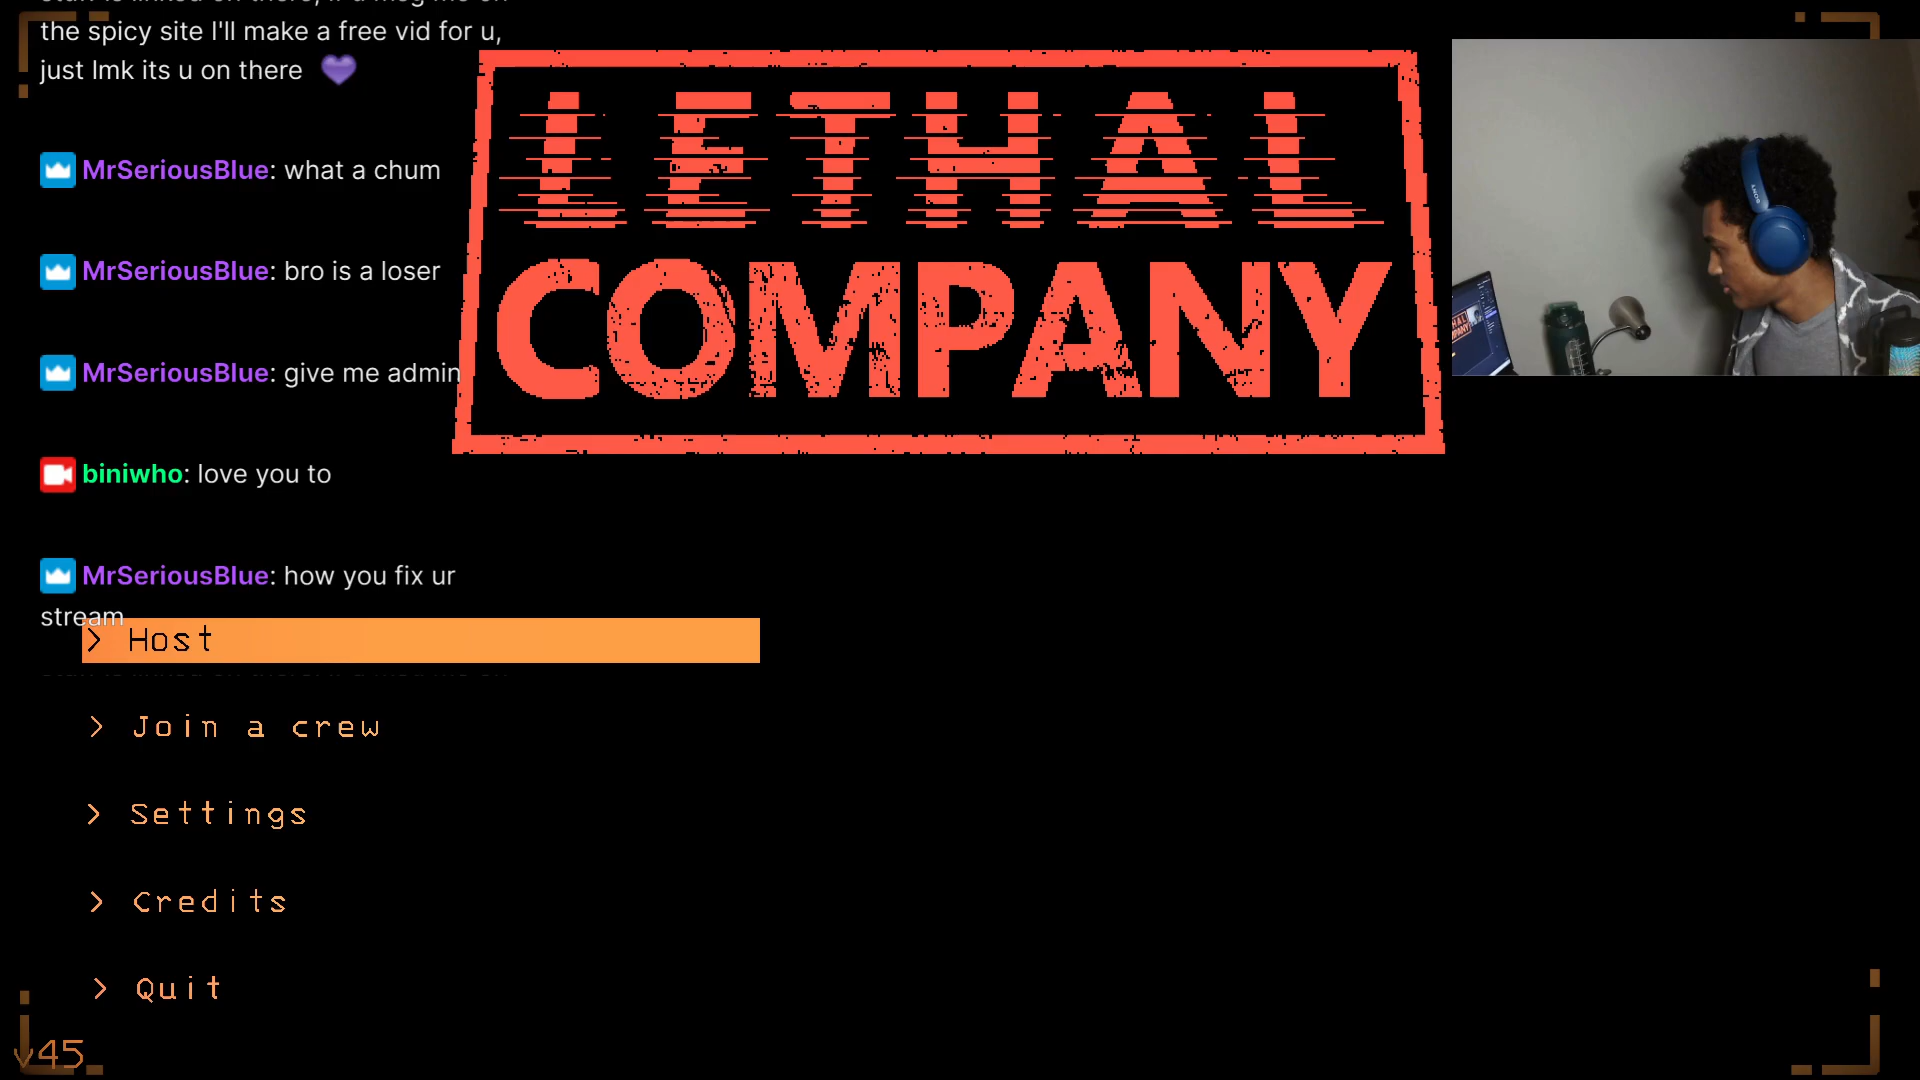 the spicy site I'll make a free vid for u,
just lmk its u on there
MrSeriousBlue: what a chum
MrSeriousBlue: bro is a loser
MrSeriousBlue: give me admin
biniwho: love you to
MrSeriousBlue: how you fix ur
stream
LETHAL
COMPANY
SONY
> Host
> Join a crew
> Settings
> Credits
> Quit
v45